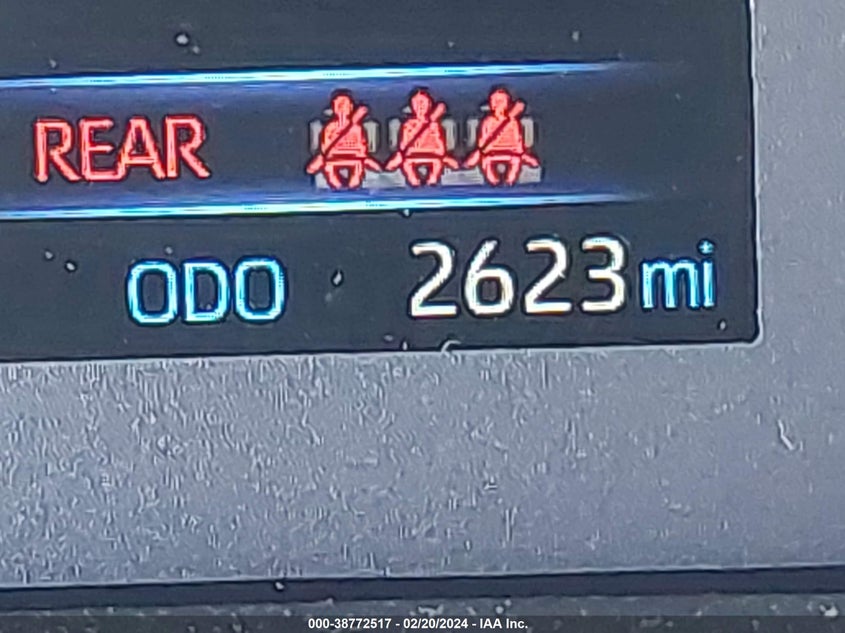 REAR
ODO 2623 mi
000-38772517 - 02/20/2024 - IAA Inc.